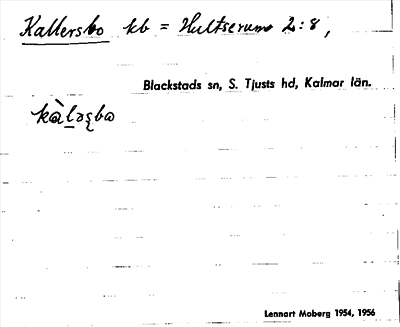 Kallersbo kb = Hultserum 2:8,
Blackstads sn, S. Tjusts hd, Kalmar län.
Lennart Moberg 1954, 1956